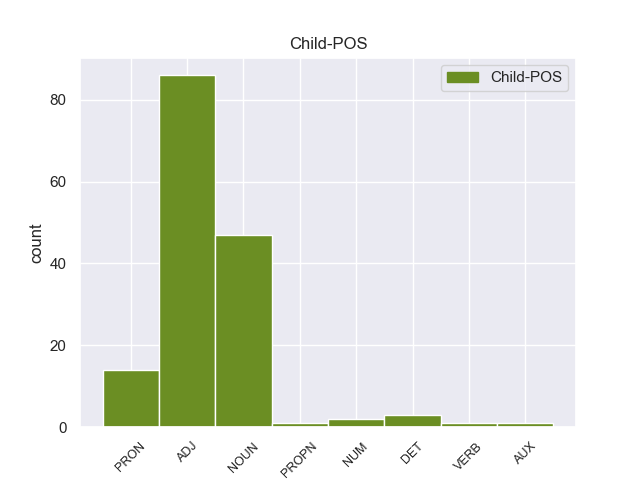 Child-POS
Child-POS
80
60
40
20
0
count
PRON
ADJ
NOUN
PROPN
NUM
DET
VERB
AUX